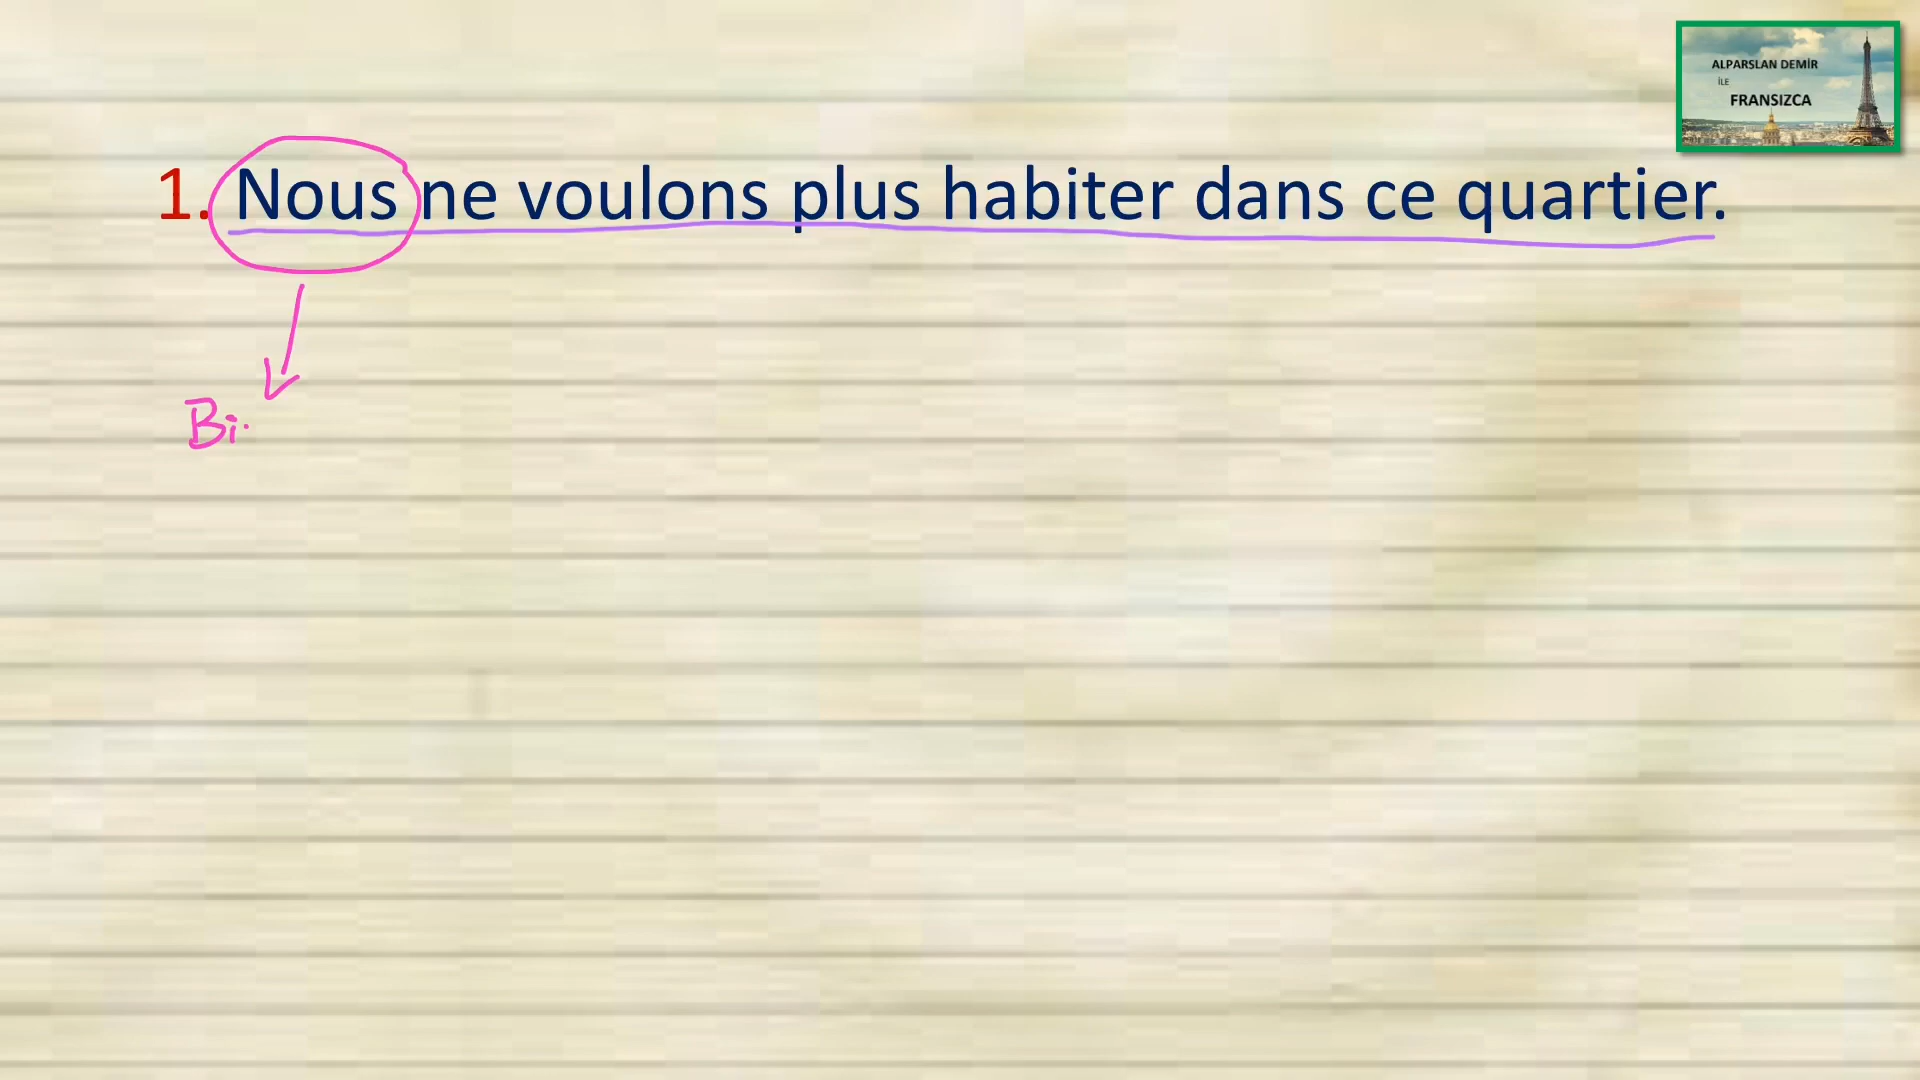 ALPARSLAN DEMİR
İLE
FRANSIZCA
1. Nous ne voulons plus habiter dans ce quartier.
Bi